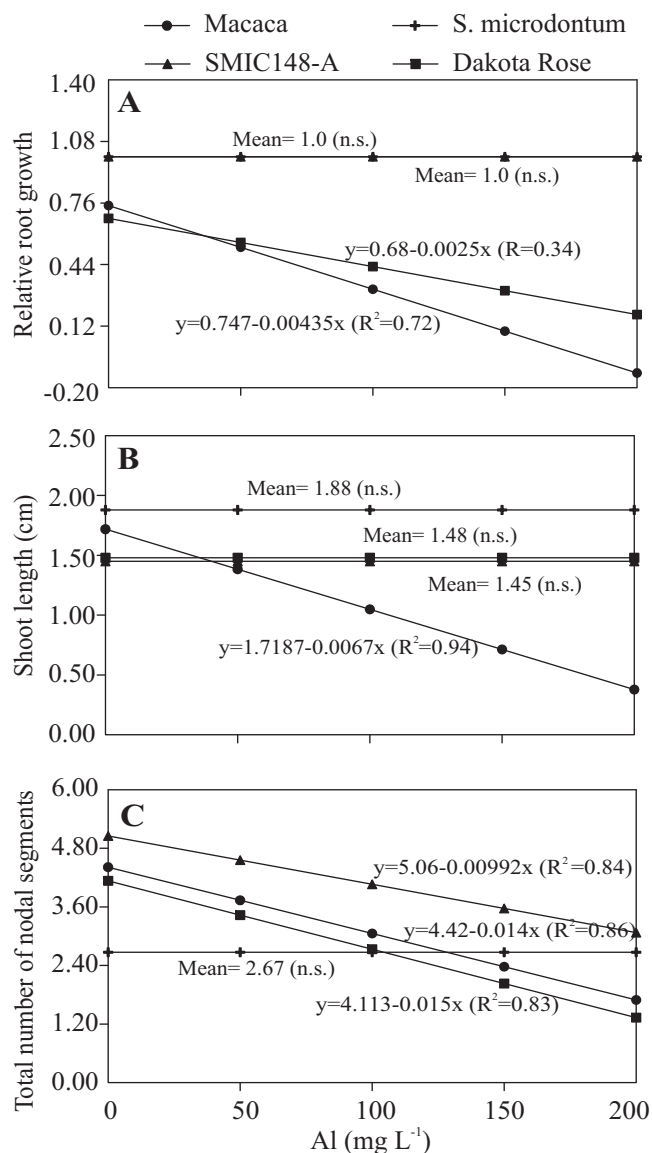 Macaca
S. microdontum
SMIC148-A
Dakota Rose
A
Relative root growth
1.40
1.08
0.76
0.44
0.12
-0.20
Mean= 1.0 (n.s.)
Mean= 1.0 (n.s.)
y=0.68-0.0025x (R=0.34)
y=0.747-0.00435x (R²=0.72)
B
Shoot length (cm)
2.50
2.00
1.50
1.00
0.50
0.00
Mean= 1.88 (n.s.)
Mean= 1.48 (n.s.)
Mean= 1.45 (n.s.)
y=1.7187-0.0067x (R²=0.94)
C
Total number of nodal segments
6.00
4.80
3.60
2.40
1.20
0.00
y=5.06-0.00992x (R²=0.84)
y=4.42-0.014x (R²=0.86)
Mean= 2.67 (n.s.)
y=4.113-0.015x (R²=0.83)
0 50 100 150 200
Al (mg L⁻¹)